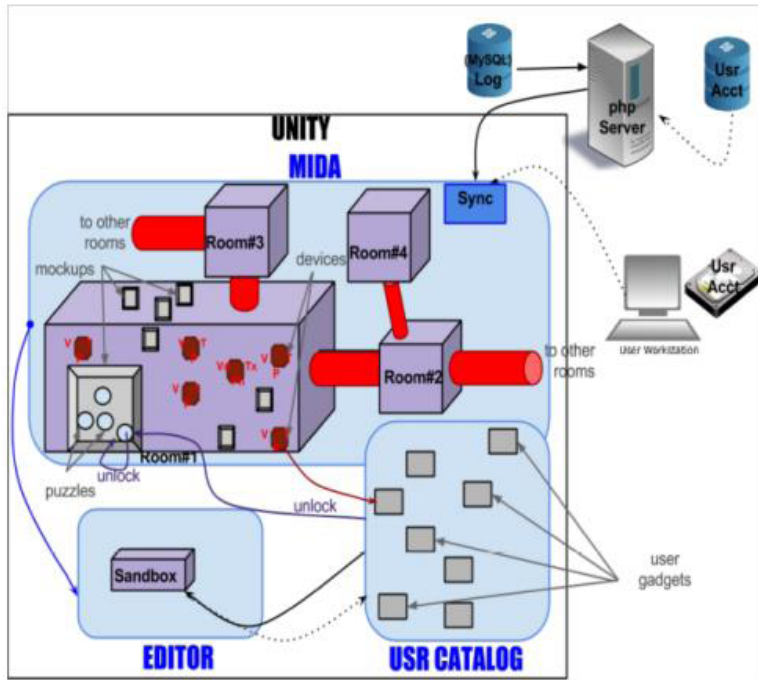 (MySQL)
Log
php
Server
Usr
Acct
UNITY
MIDA
Sync
to other
rooms
Room#3
Room#4
mockups
devices
Usr
Acct
User Workstation
to other
rooms
Room#2
Room#1
puzzles
unlock
unlock
Sandbox
user
gadgets
EDITOR
USR CATALOG